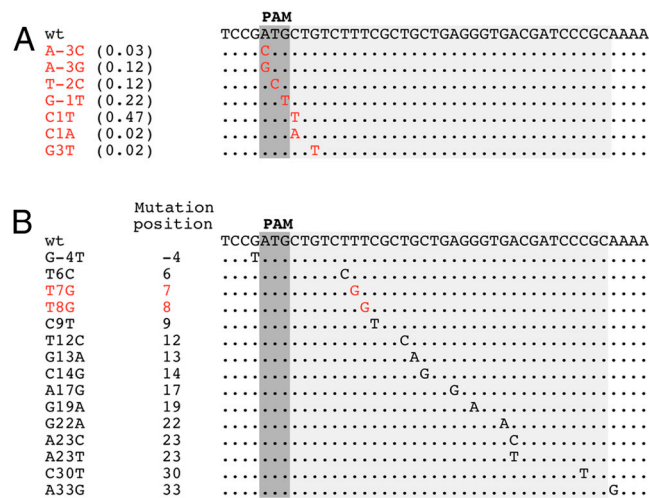 PAM
A wt TCCGATGCTGTCTTTCGCTGCTGAGGGTGACGATCCCGCAAAA
A-3C (0.03) ....C......................................
A-3G (0.12) ....G......................................
T-2C (0.12) .....C.....................................
G-1T (0.22) ......T....................................
C1T (0.47) .......T...................................
C1A (0.02) .......A...................................
G3T (0.02) .........T.................................
B Mutation position PAM
wt TCCGATGCTGTCTTTCGCTGCTGAGGGTGACGATCCCGCAAAA
G-4T -4 ...T.......................................
T6C 6 ............C..............................
T7G 7 .............G.............................
T8G 8 ..............G............................
C9T 9 ...............T...........................
T12C 12 ..................C........................
G13A 13 ...................A.......................
C14G 14 ....................G......................
A17G 17 .......................G...................
G19A 19 .........................A.................
G22A 22 ............................A..............
A23C 23 .............................C.............
A23T 23 .............................T.............
C30T 30 ....................................T......
A33G 33 .......................................G...